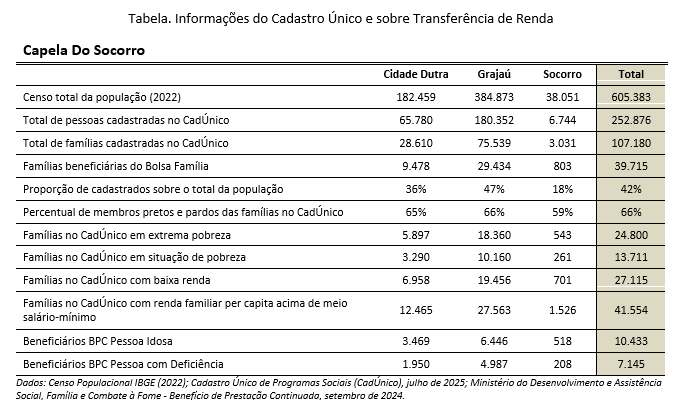 Tabela. Informações do Cadastro Único e sobre Transferência de Renda
Capela Do Socorro
Cidade Dutra Grajaú Socorro Total
Censo total da população (2022) 182.459 384.873 38.051 605.383
Total de pessoas cadastradas no CadÚnico 65.780 180.352 6.744 252.876
Total de famílias cadastradas no CadÚnico 28.610 75.539 3.031 107.180
Famílias beneficiárias do Bolsa Família 9.478 29.434 803 39.715
Proporção de cadastrados sobre o total da população 36% 47% 18% 42%
Percentual de membros pretos e pardos das famílias no CadÚnico 65% 66% 59% 66%
Famílias no CadÚnico em extrema pobreza 5.897 18.360 543 24.800
Famílias no CadÚnico em situação de pobreza 3.290 10.160 261 13.711
Famílias no CadÚnico com baixa renda 6.958 19.456 701 27.115
Famílias no CadÚnico com renda familiar per capita acima de meio
salário-mínimo 12.465 27.563 1.526 41.554
Beneficiários BPC Pessoa Idosa 3.469 6.446 518 10.433
Beneficiários BPC Pessoa com Deficiência 1.950 4.987 208 7.145
Dados: Censo Populacional IBGE (2022); Cadastro Único de Programas Sociais (CadÚnico), julho de 2025; Ministério do Desenvolvimento e Assistência
Social, Família e Combate à Fome - Benefício de Prestação Continuada, setembro de 2024.